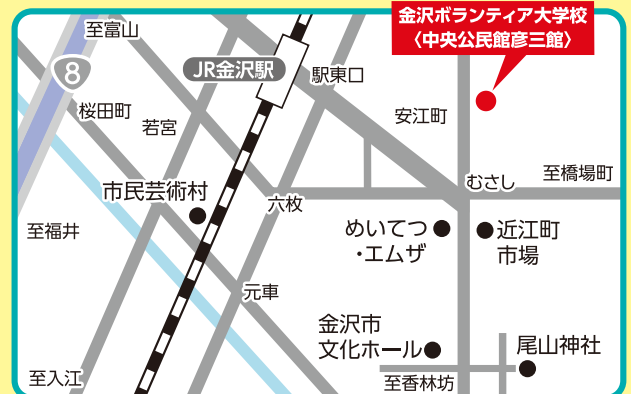 金沢ボランティア大学校
〈中央公民館彦三館〉
至富山
8
JR金沢駅
駅東口
桜田町
若宮
安江町
至橋場町
むさし
市民芸術村
六枚
至福井
めいてつ
・エムザ
近江町
市場
元車
金沢市
文化ホール
尾山神社
至入江
至香林坊